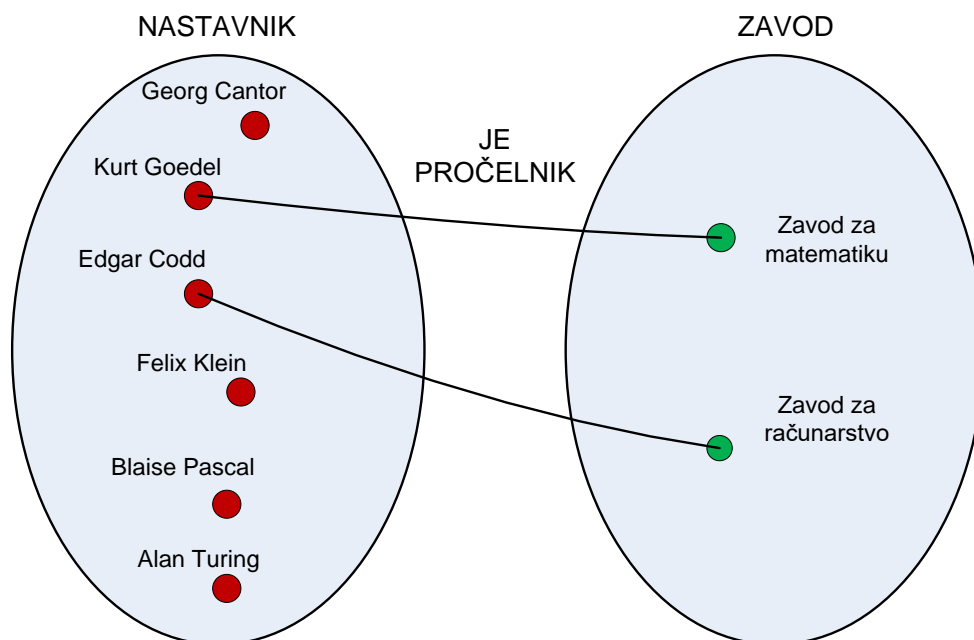 NASTAVNIK
ZAVOD
Georg Cantor
Kurt Goedel
Edgar Codd
Felix Klein
Blaise Pascal
Alan Turing
JE
PROČELNIK
Zavod za
matematiku
Zavod za
računarstvo